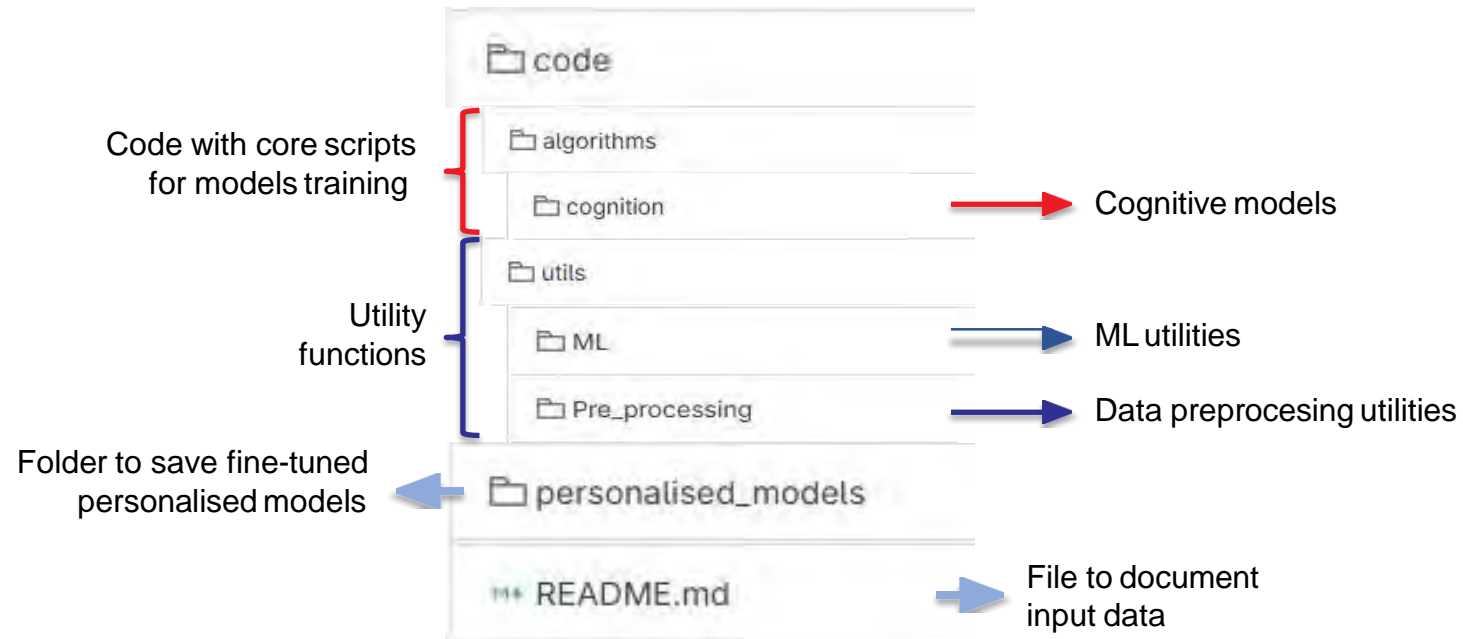 code
Code with core scripts
for models training
algorithms
cognition
Cognitive models
Utility
functions
utils
ML
ML utilities
Pre_processing
Data preprocesing utilities
Folder to save fine-tuned
personalised models
personalised_models
README.md
File to document
input data